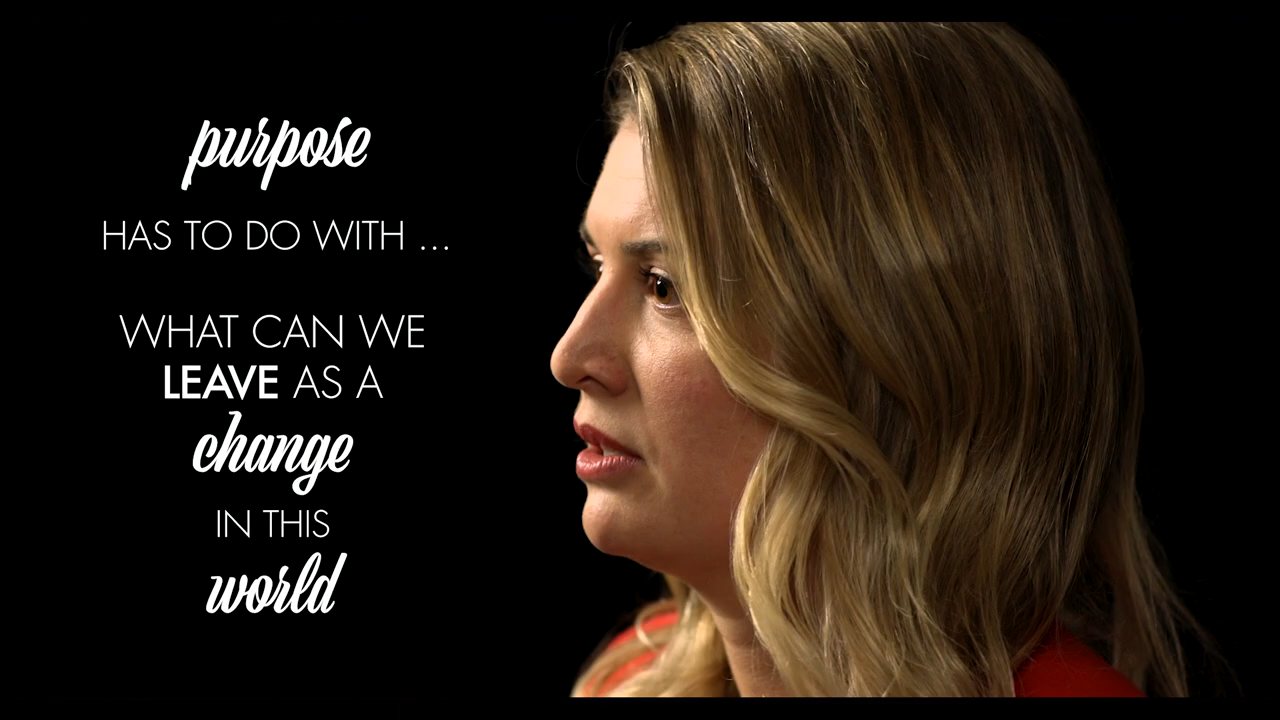 purpose
HAS TO DO WITH ...
WHAT CAN WE
LEAVE AS A
change
IN THIS
world